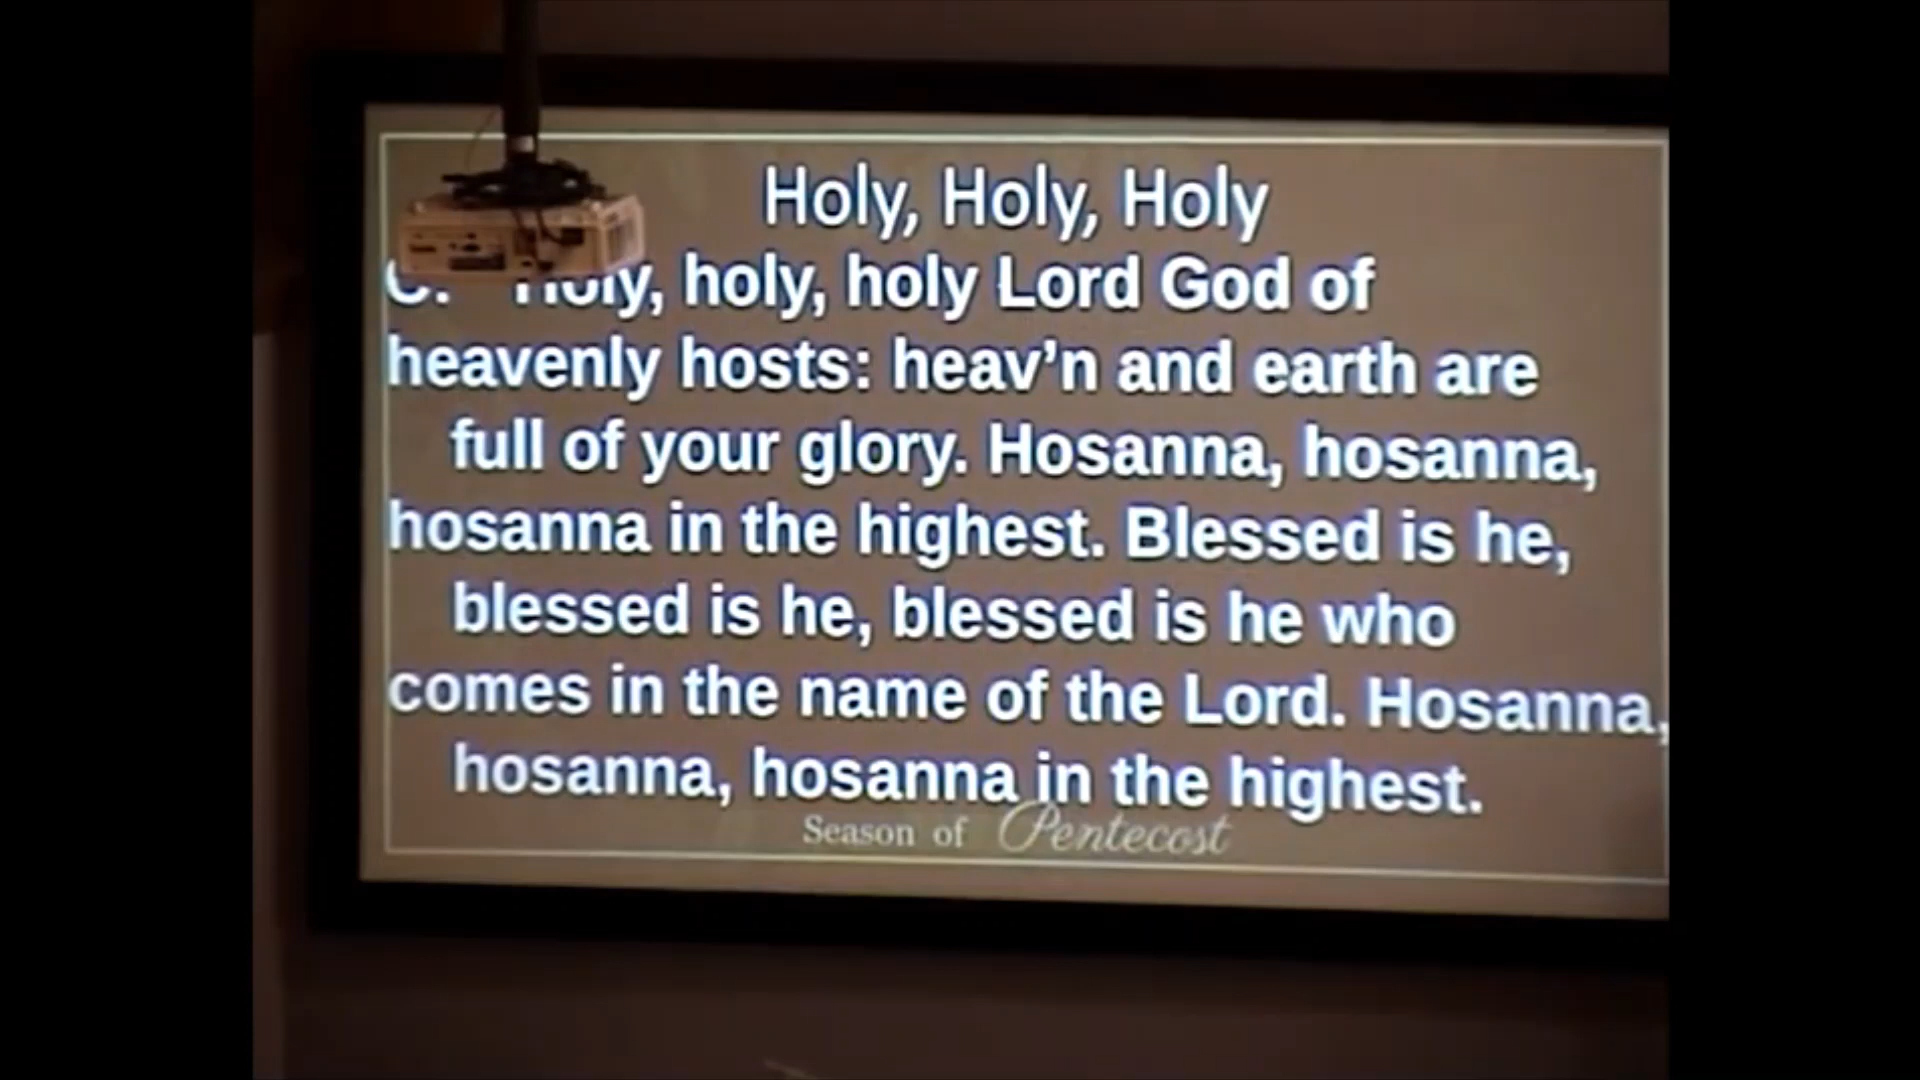 Holy, Holy, Holy
C. Holy, holy, holy Lord God of
heavenly hosts: heav’n and earth are
full of your glory. Hosanna, hosanna,
hosanna in the highest. Blessed is he,
blessed is he, blessed is he who
comes in the name of the Lord. Hosanna,
hosanna, hosanna in the highest.
Season of Pentecost